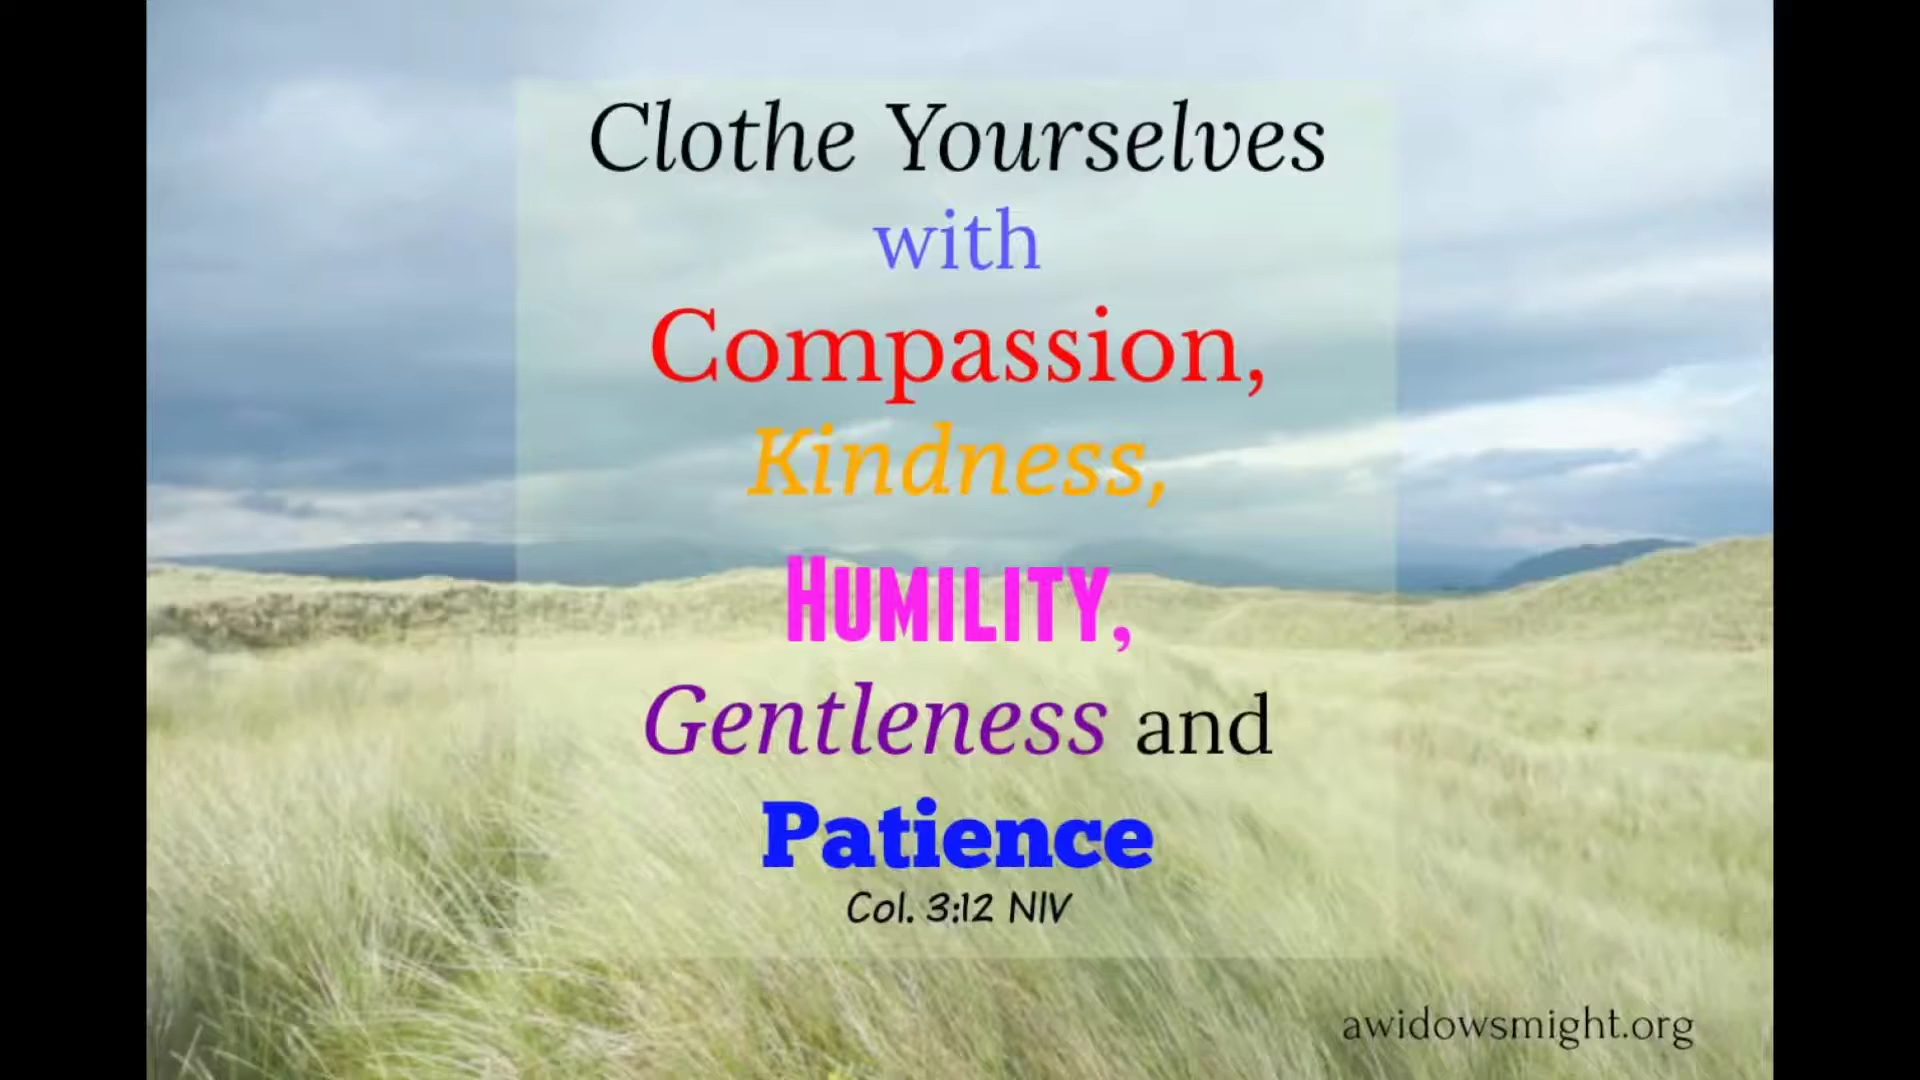 Clothe Yourselves
with
Compassion,
Kindness,
Humility,
Gentleness and
Patience
Col. 3:12 NIV
awidowsmight.org